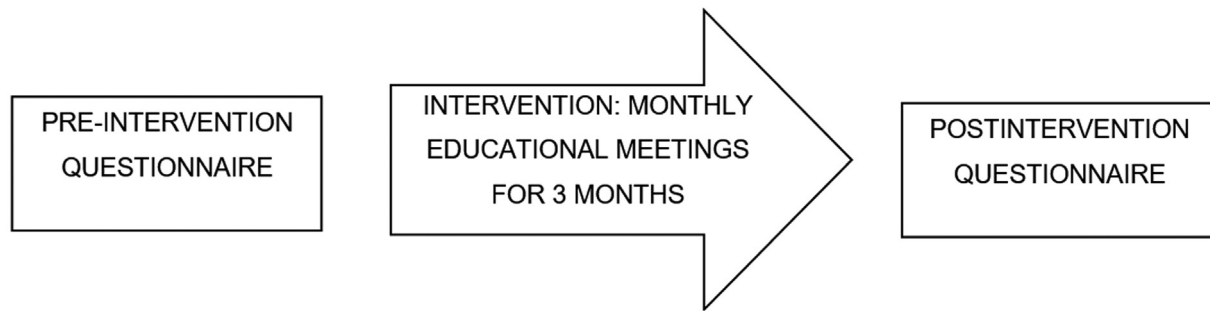 PRE-INTERVENTION
QUESTIONNAIRE
INTERVENTION: MONTHLY
EDUCATIONAL MEETINGS
FOR 3 MONTHS
POSTINTERVENTION
QUESTIONNAIRE